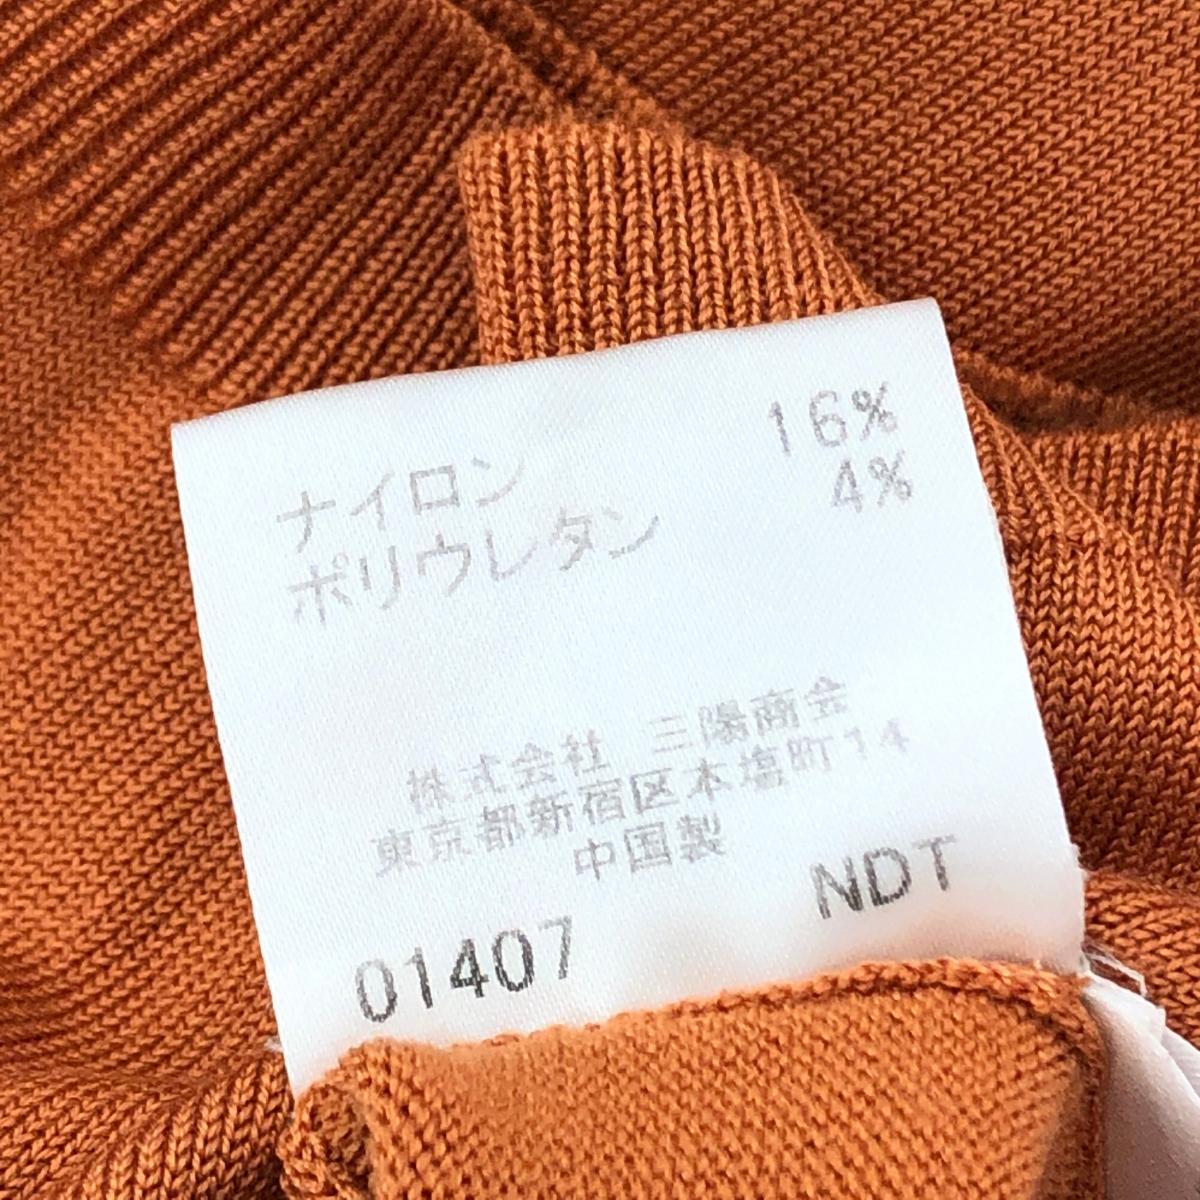 ナイロン 16%
ポリウレタン 4%
株式会社 三陽商会
東京都新宿区本塩町14
中国製
NDT
01407